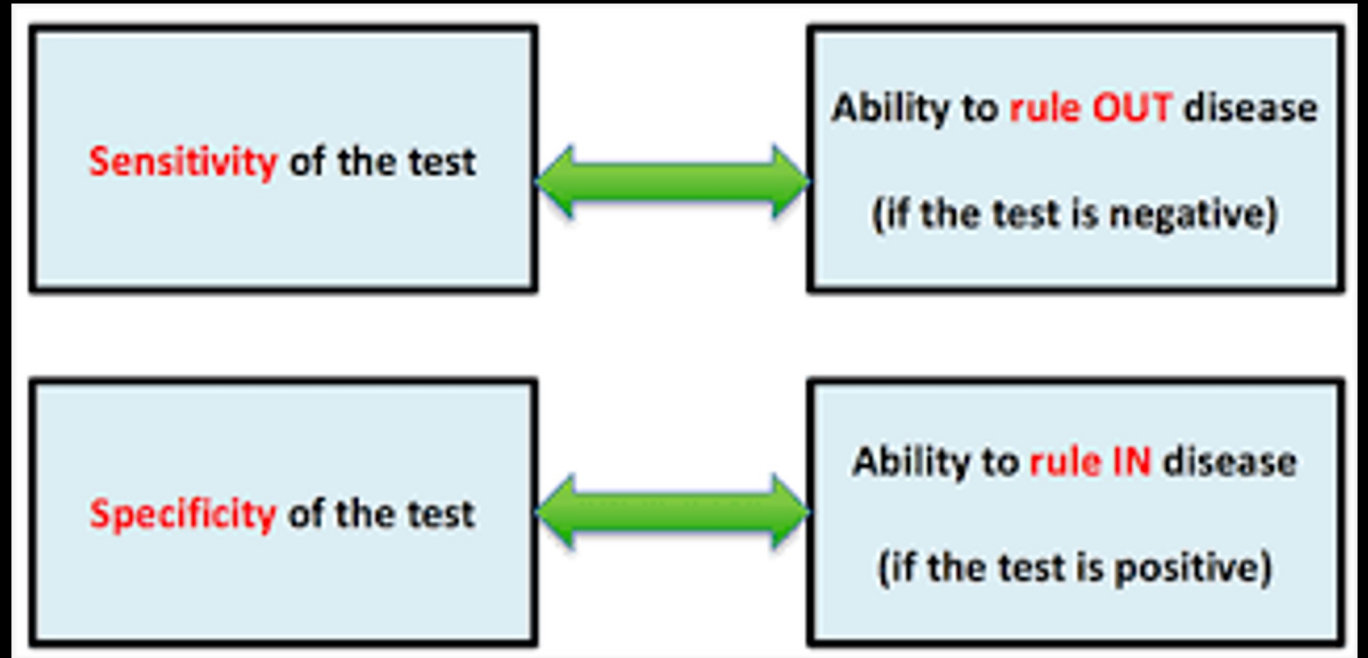 Sensitivity of the test
Ability to rule OUT disease
(if the test is negative)
Specificity of the test
Ability to rule IN disease
(if the test is positive)